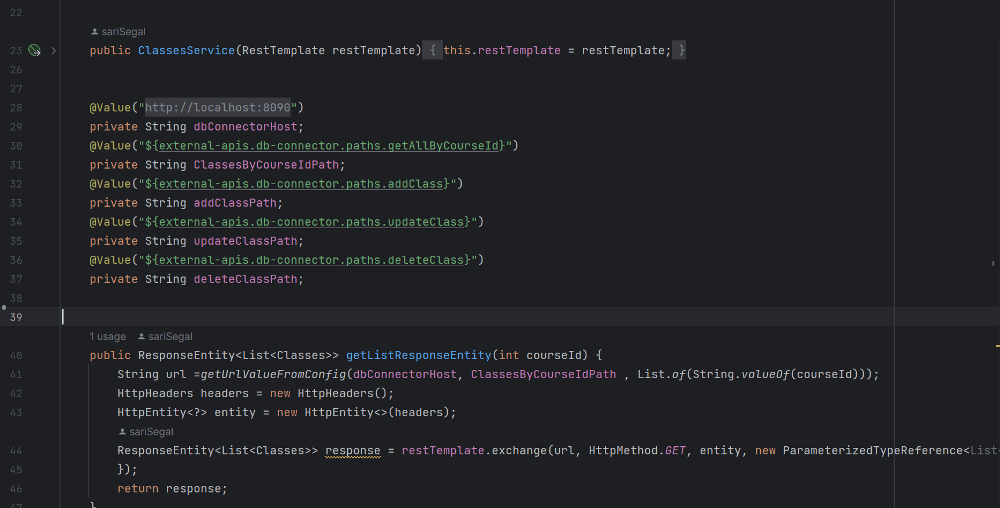 22
sariSegal
23 public ClassesService(RestTemplate restTemplate) { this.restTemplate = restTemplate; }
26
27
28 @Value("http://localhost:8090")
29 private String dbConnectorHost;
30 @Value("${external-apis.db-connector.paths.getAllByCourseId}")
31 private String ClassesByCourseIdPath;
32 @Value("${external-apis.db-connector.paths.addClass}")
33 private String addClassPath;
34 @Value("${external-apis.db-connector.paths.updateClass}")
35 private String updateClassPath;
36 @Value("${external-apis.db-connector.paths.deleteClass}")
37 private String deleteClassPath;
38
39
1 usage sariSegal
40 public ResponseEntity<List<Classes>> getListResponseEntity(int courseId) {
41 String url =getUrlValueFromConfig(dbConnectorHost, ClassesByCourseIdPath , List.of(String.valueOf(courseId)));
42 HttpHeaders headers = new HttpHeaders();
43 HttpEntity<?> entity = new HttpEntity<>(headers);
sariSegal
44 ResponseEntity<List<Classes>> response = restTemplate.exchange(url, HttpMethod.GET, entity, new ParameterizedTypeReference<List<
45 });
46 return response;
47 }